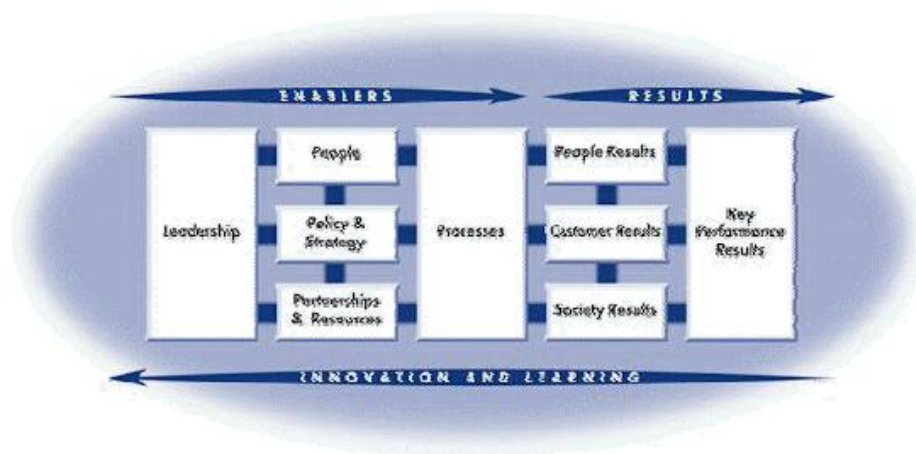 ENABLERS
RESULTS
Leadership
People
Policy &
Strategy
Partnerships
& Resources
Processes
People Results
Customer Results
Society Results
Key
Performance
Results
INNOVATION AND LEARNING